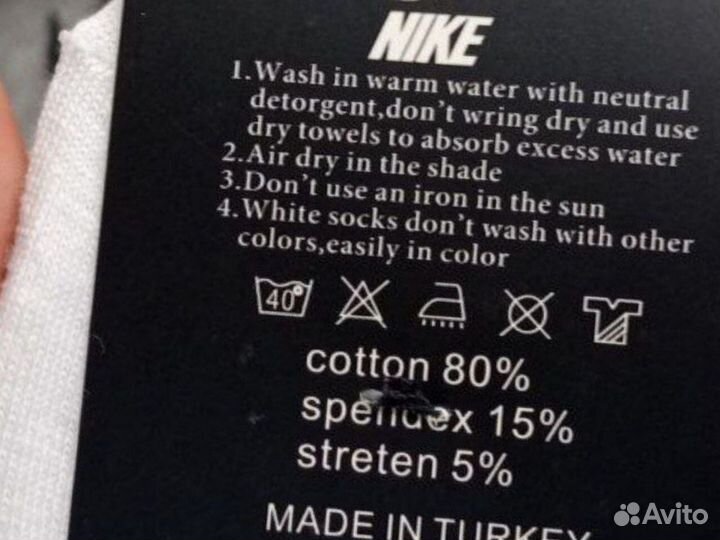 NIKE
1.Wash in warm water with neutral
detorgent,don't wring dry and use
dry towels to absorb excess water
2.Air dry in the shade
3.Don't use an iron in the sun
4.White socks don't wash with other
colors,easily in color
40°
cotton 80%
spendex 15%
streten 5%
MADE IN TURKEY
Avito